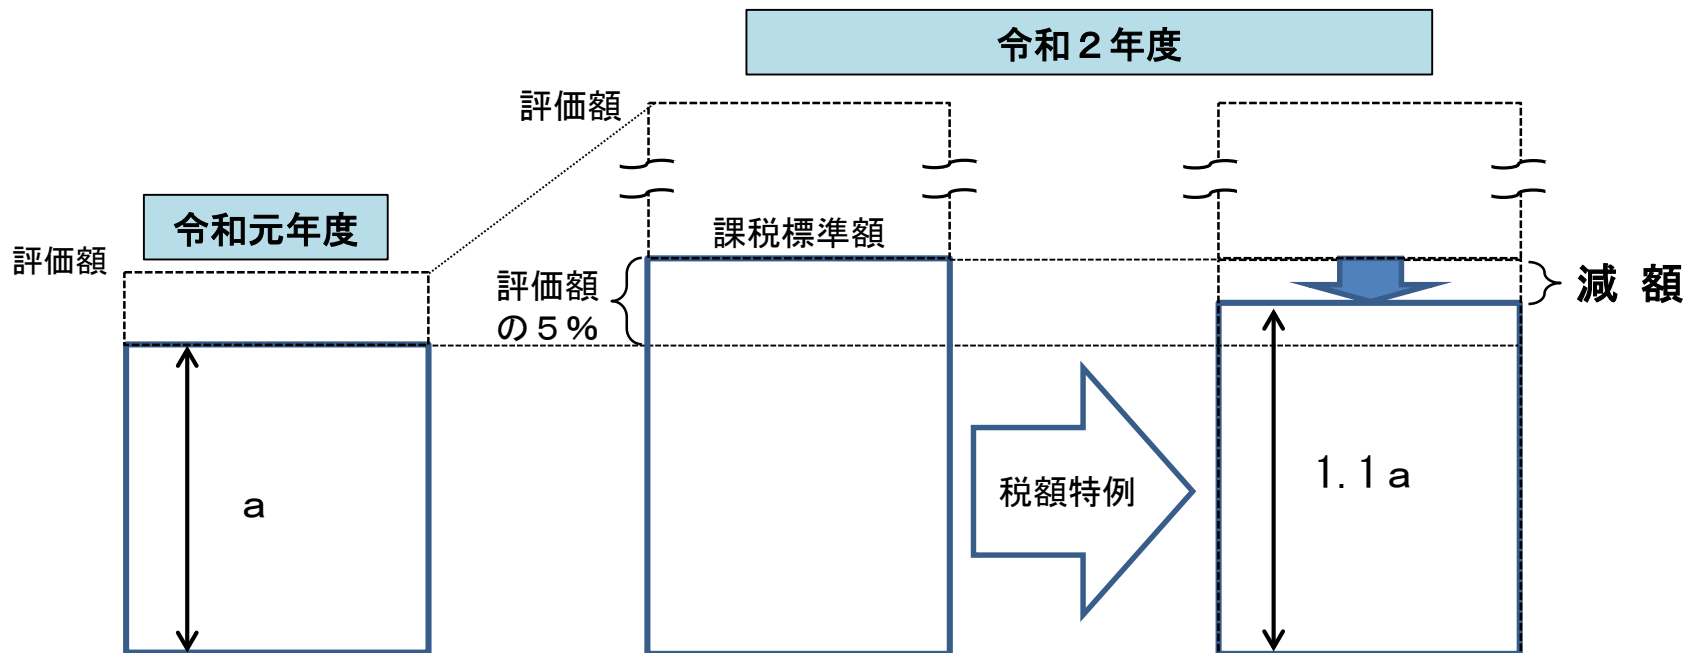 令和２年度
評価額
令和元年度
評価額
課税標準額
評価額
の５%
減 額
a
税額特例
1.1a